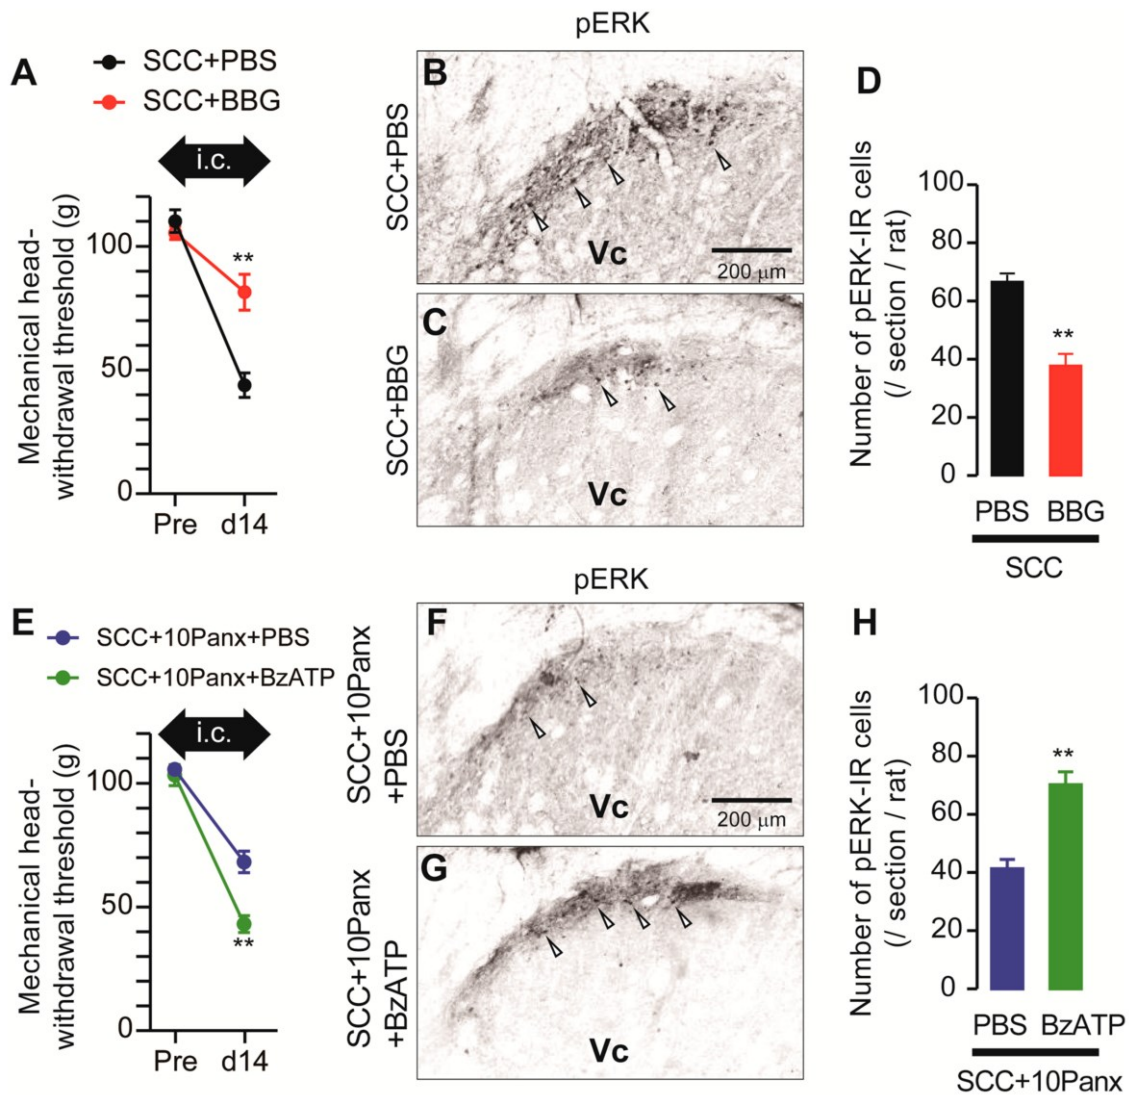 A
SCC+PBS
SCC+BBG
i.c.
Mechanical head-
withdrawal threshold (g)
100
50
0
Pre d14
**
pERK
B
SCC+PBS
Vc
200 µm
C
SCC+BBG
Vc
D
Number of pERK-IR cells
(/ section / rat)
100
80
60
40
20
0
**
PBS BBG
SCC
E
SCC+10Panx+PBS
SCC+10Panx+BzATP
i.c.
Mechanical head-
withdrawal threshold (g)
100
50
0
Pre d14
**
pERK
F
SCC+10Panx
+PBS
Vc
200 µm
G
SCC+10Panx
+BzATP
Vc
H
Number of pERK-IR cells
(/ section / rat)
100
80
60
40
20
0
**
PBS BzATP
SCC+10Panx